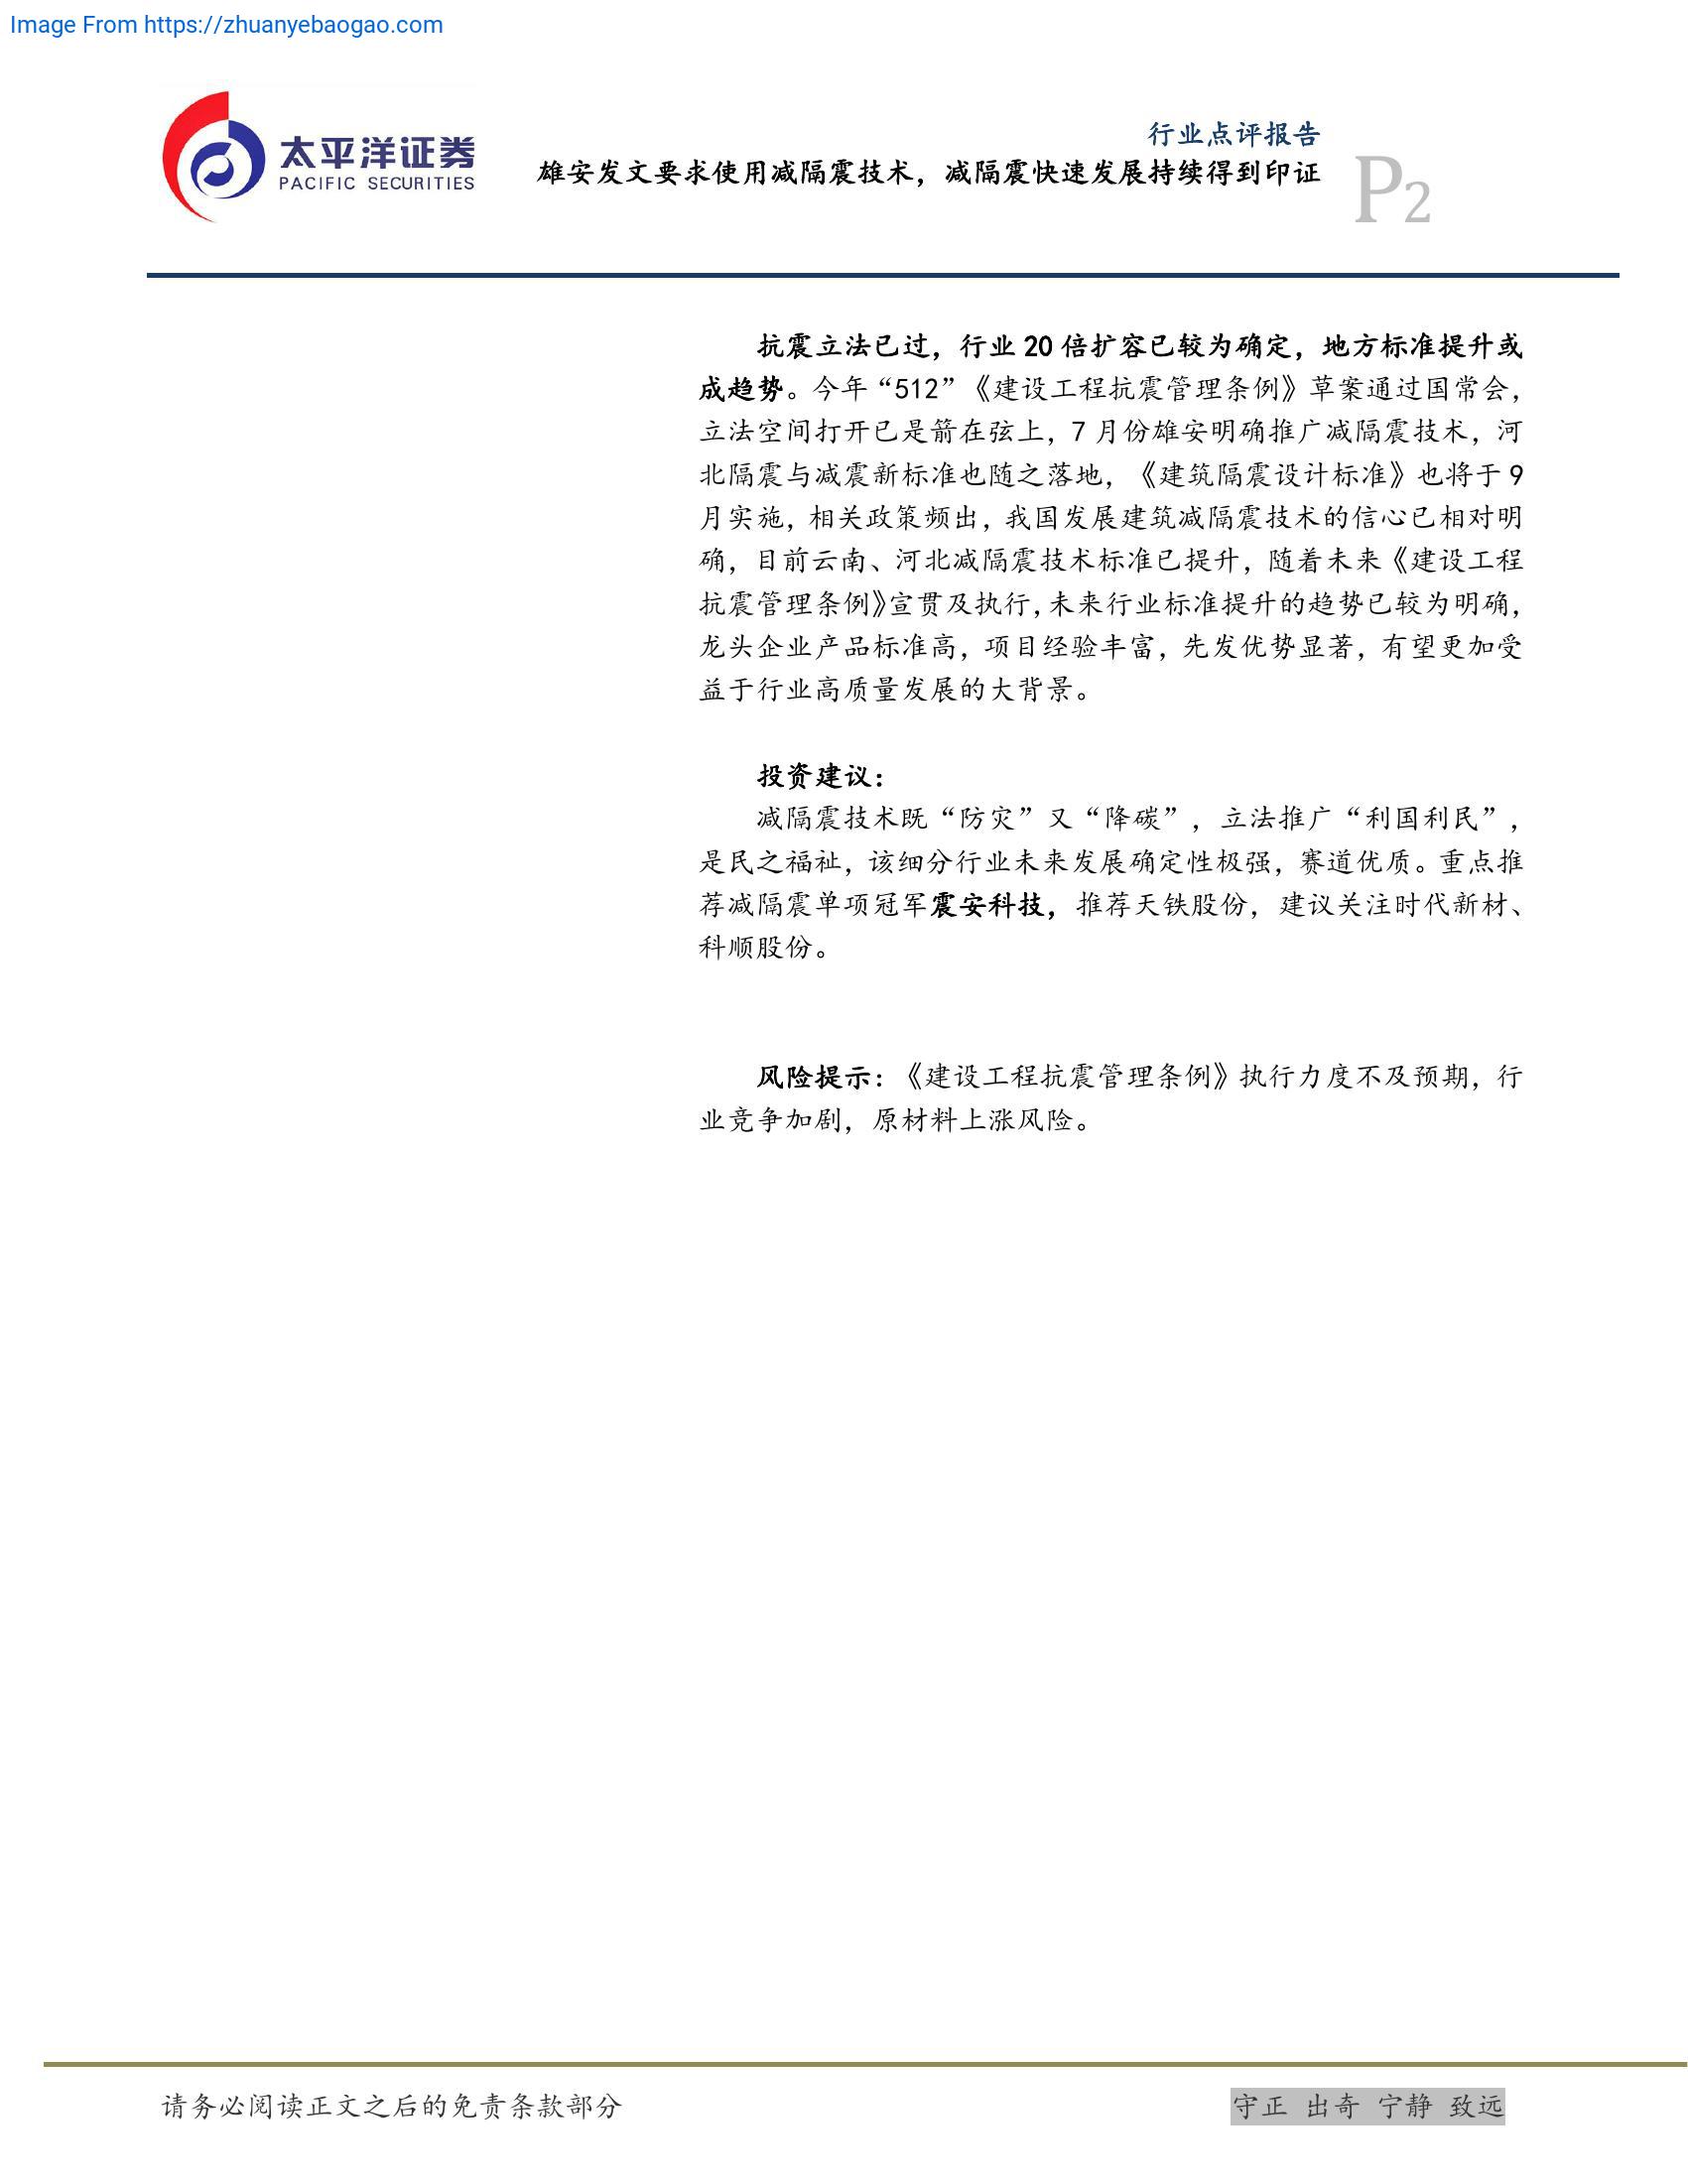 Image From https://zhuanyebaogao.com
太平洋证券
PACIFIC SECURITIES
行业点评报告
雄安发文要求使用减隔震技术，减隔震快速发展持续得到印证
P2
抗震立法已过，行业 20 倍扩容已较为确定，地方标准提升或
成趋势。今年“512”《建设工程抗震管理条例》草案通过国常会，
立法空间打开已是箭在弦上，7 月份雄安明确推广减隔震技术，河
北隔震与减震新标准也随之落地，《建筑隔震设计标准》也将于 9
月实施，相关政策频出，我国发展建筑减隔震技术的信心已相对明
确，目前云南、河北减隔震技术标准已提升，随着未来《建设工程
抗震管理条例》宣贯及执行，未来行业标准提升的趋势已较为明确，
龙头企业产品标准高，项目经验丰富，先发优势显著，有望更加受
益于行业高质量发展的大背景。
投资建议：
减隔震技术既“防灾”又“降碳”，立法推广“利国利民”，
是民之福祉，该细分行业未来发展确定性极强，赛道优质。重点推
荐减隔震单项冠军震安科技，推荐天铁股份，建议关注时代新材、
科顺股份。
风险提示：《建设工程抗震管理条例》执行力度不及预期，行
业竞争加剧，原材料上涨风险。
请务必阅读正文之后的免责条款部分
守正 出奇 宁静 致远